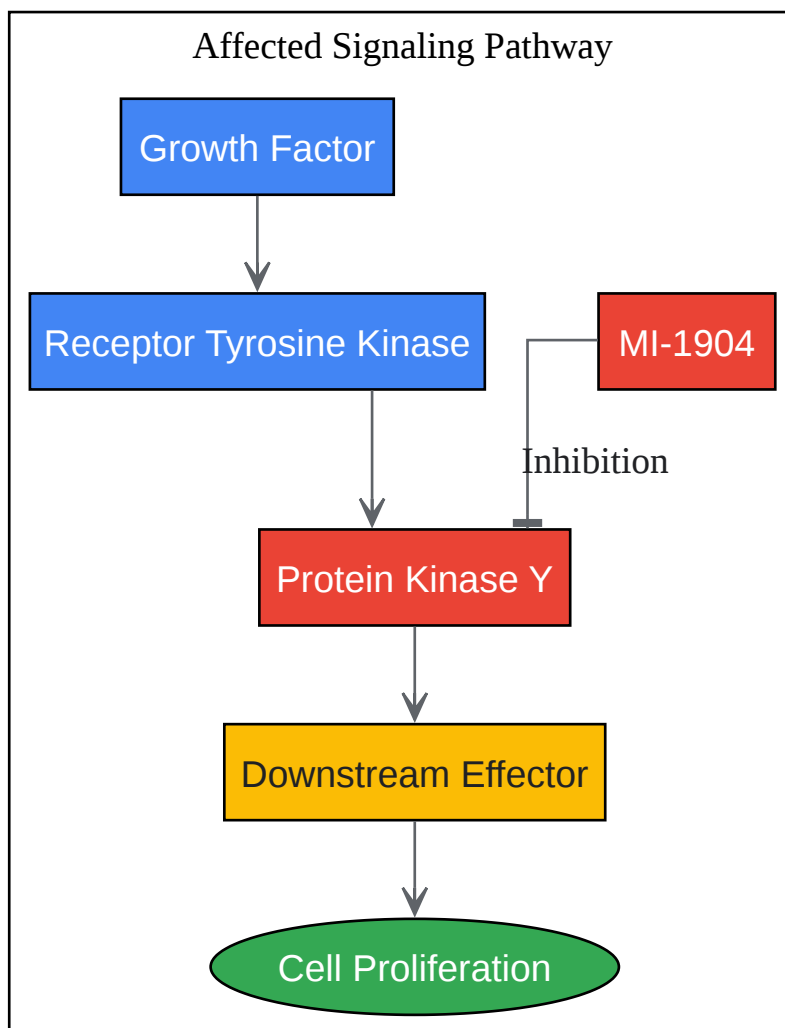 Affected Signaling Pathway
Growth Factor
Receptor Tyrosine Kinase
MI-1904
Inhibition
Protein Kinase Y
Downstream Effector
Cell Proliferation